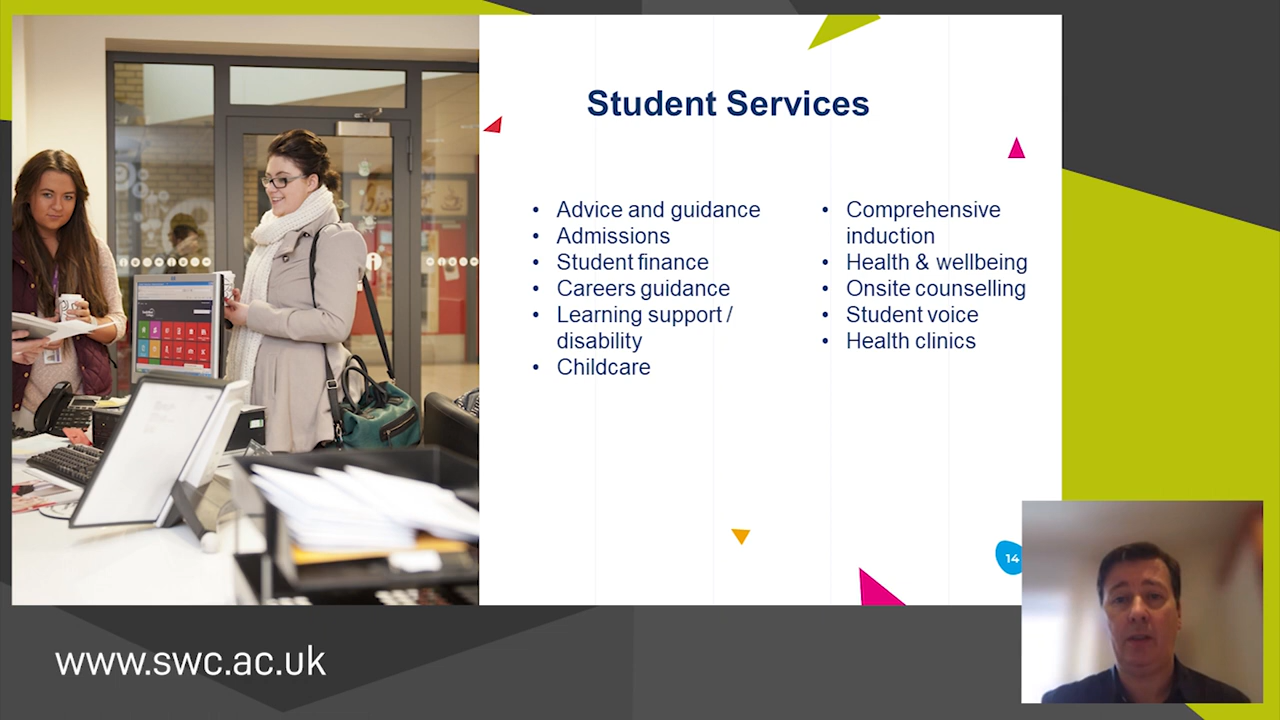 Student Services
• Advice and guidance
• Admissions
• Student finance
• Careers guidance
• Learning support /
disability
• Childcare
• Comprehensive
induction
• Health & wellbeing
• Onsite counselling
• Student voice
• Health clinics
14
www.swc.ac.uk